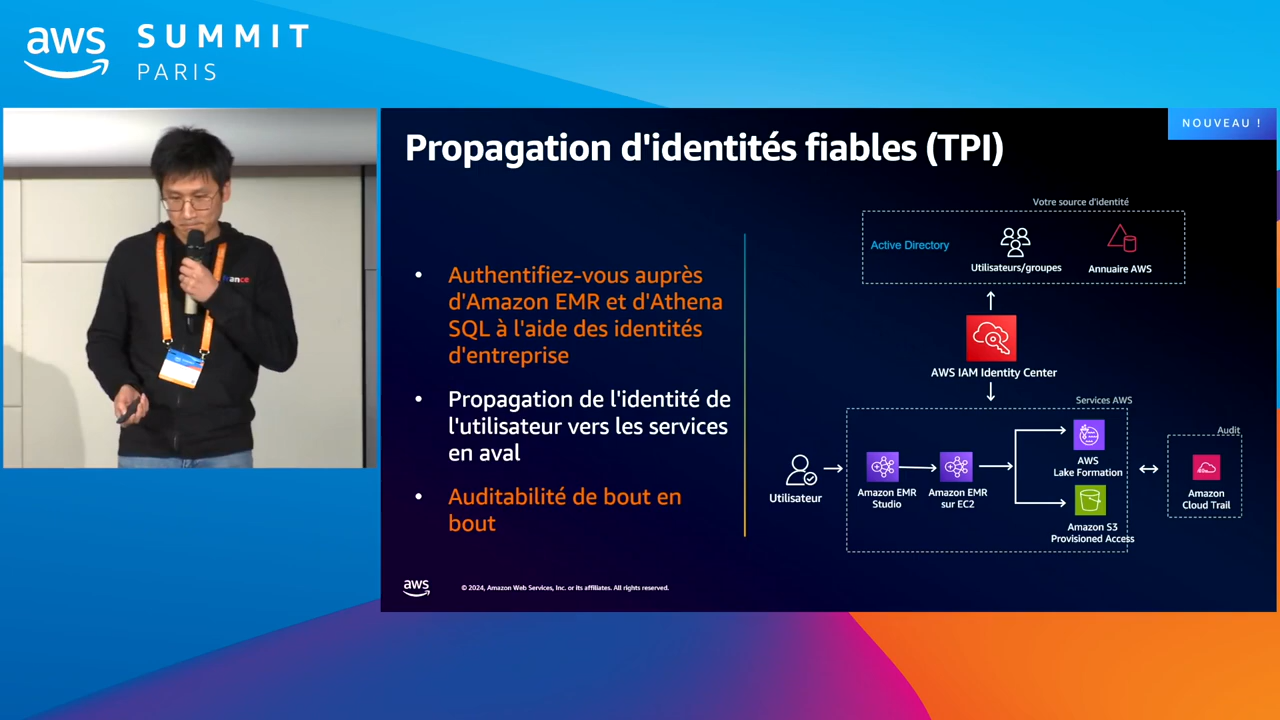 aws
SUMMIT
PARIS
NOUVEAU !
Propagation d'identités fiables (TPI)
• Authentifiez-vous auprès
d'Amazon EMR et d'Athena
SQL à l'aide des identités
d'entreprise
• Propagation de l'identité de
l'utilisateur vers les services
en aval
• Auditabilité de bout en
bout
Votre source d'identité
Active Directory
Utilisateurs/groupes
Annuaire AWS
AWS IAM Identity Center
Services AWS
Audit
Utilisateur
Amazon EMR
Studio
Amazon EMR
sur EC2
AWS
Lake Formation
Amazon S3
Provisioned Access
Amazon
Cloud Trail
aws
© 2024, Amazon Web Services, Inc. or its affiliates. All rights reserved.